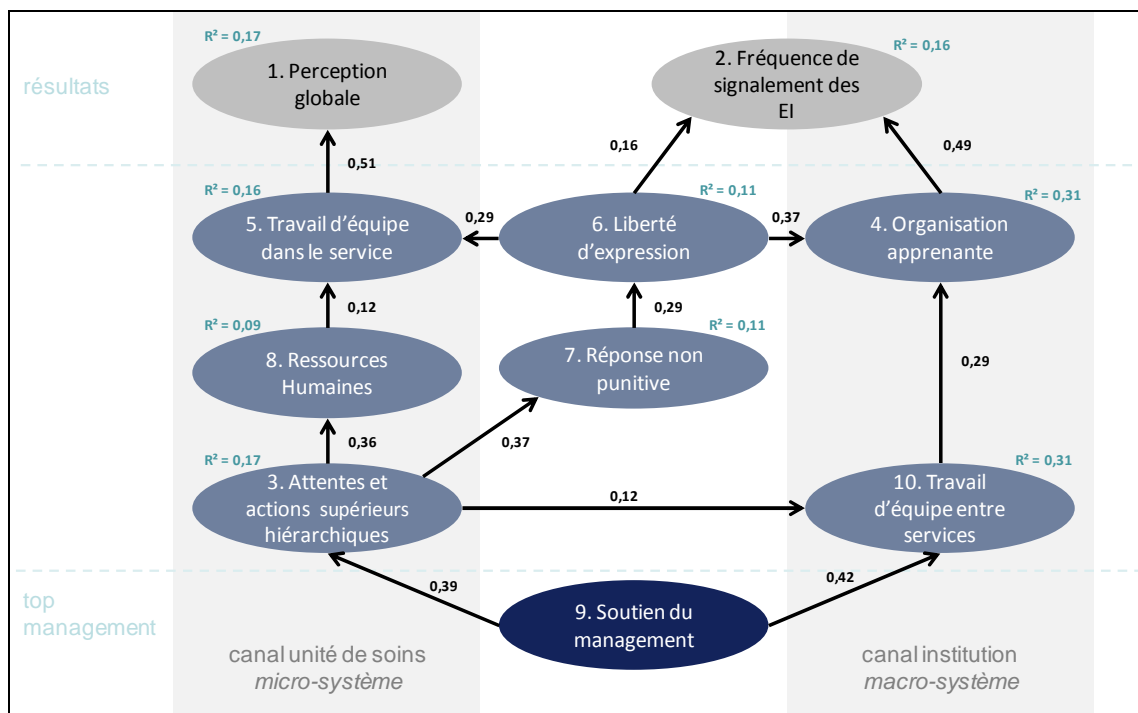 R² = 0,17
1. Perception
globale
2. Fréquence de
signalement des
EI
R² = 0,16
résultats
0,51
0,16
0,49
R² = 0,16
5. Travail d'équipe
dans le service
0,29
6. Liberté
d'expression
R² = 0,11
0,37
4. Organisation
apprenante
R² = 0,31
0,12
0,29
R² = 0,09
8. Ressources
Humaines
7. Réponse non
punitive
R² = 0,11
0,29
0,36
0,37
R² = 0,17
3. Attentes et
actions supérieurs
hiérarchiques
0,12
10. Travail
d'équipe entre
services
R² = 0,31
0,39
0,42
top
management
9. Soutien du
management
canal unité de soins
micro-système
canal institution
macro-système